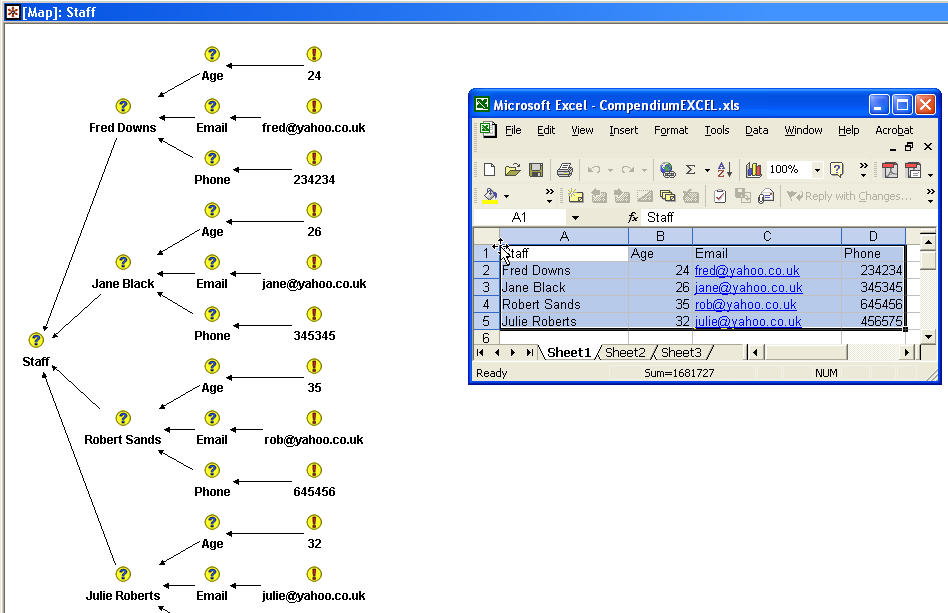 [Map]: Staff
Age 24
Fred Downs Email fred@yahoo.co.uk
Phone 234234
Age 26
Jane Black Email jane@yahoo.co.uk
Phone 345345
Staff
Age 35
Robert Sands Email rob@yahoo.co.uk
Phone 645456
Age 32
Julie Roberts Email julie@yahoo.co.uk
Microsoft Excel - CompendiumEXCEL.xls
File Edit View Insert Format Tools Data Window Help Acrobat
100%
Reply with Changes...
A1 fx Staff
A B C D
1 Staff Age Email Phone
2 Fred Downs 24 fred@yahoo.co.uk 234234
3 Jane Black 26 jane@yahoo.co.uk 345345
4 Robert Sands 35 rob@yahoo.co.uk 645456
5 Julie Roberts 32 julie@yahoo.co.uk 456575
6
Sheet1 Sheet2 Sheet3
Ready Sum=1681727 NUM